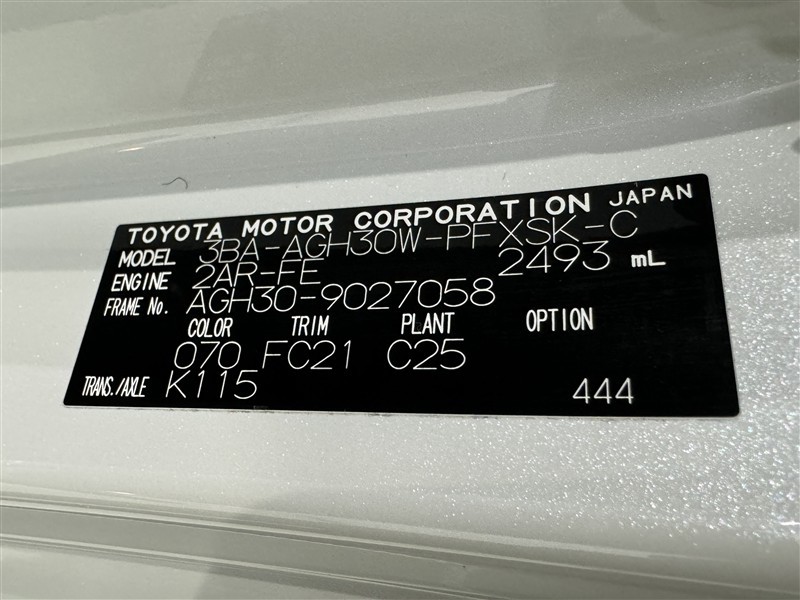 TOYOTA MOTOR CORPORATION JAPAN
MODEL 3BA-AGH30W-PFXSK-C
ENGINE 2AR-FE 2493 mL
FRAME No. AGH30-9027058
COLOR TRIM PLANT OPTION
070 FC21 C25
TRANS./AXLE K115 444